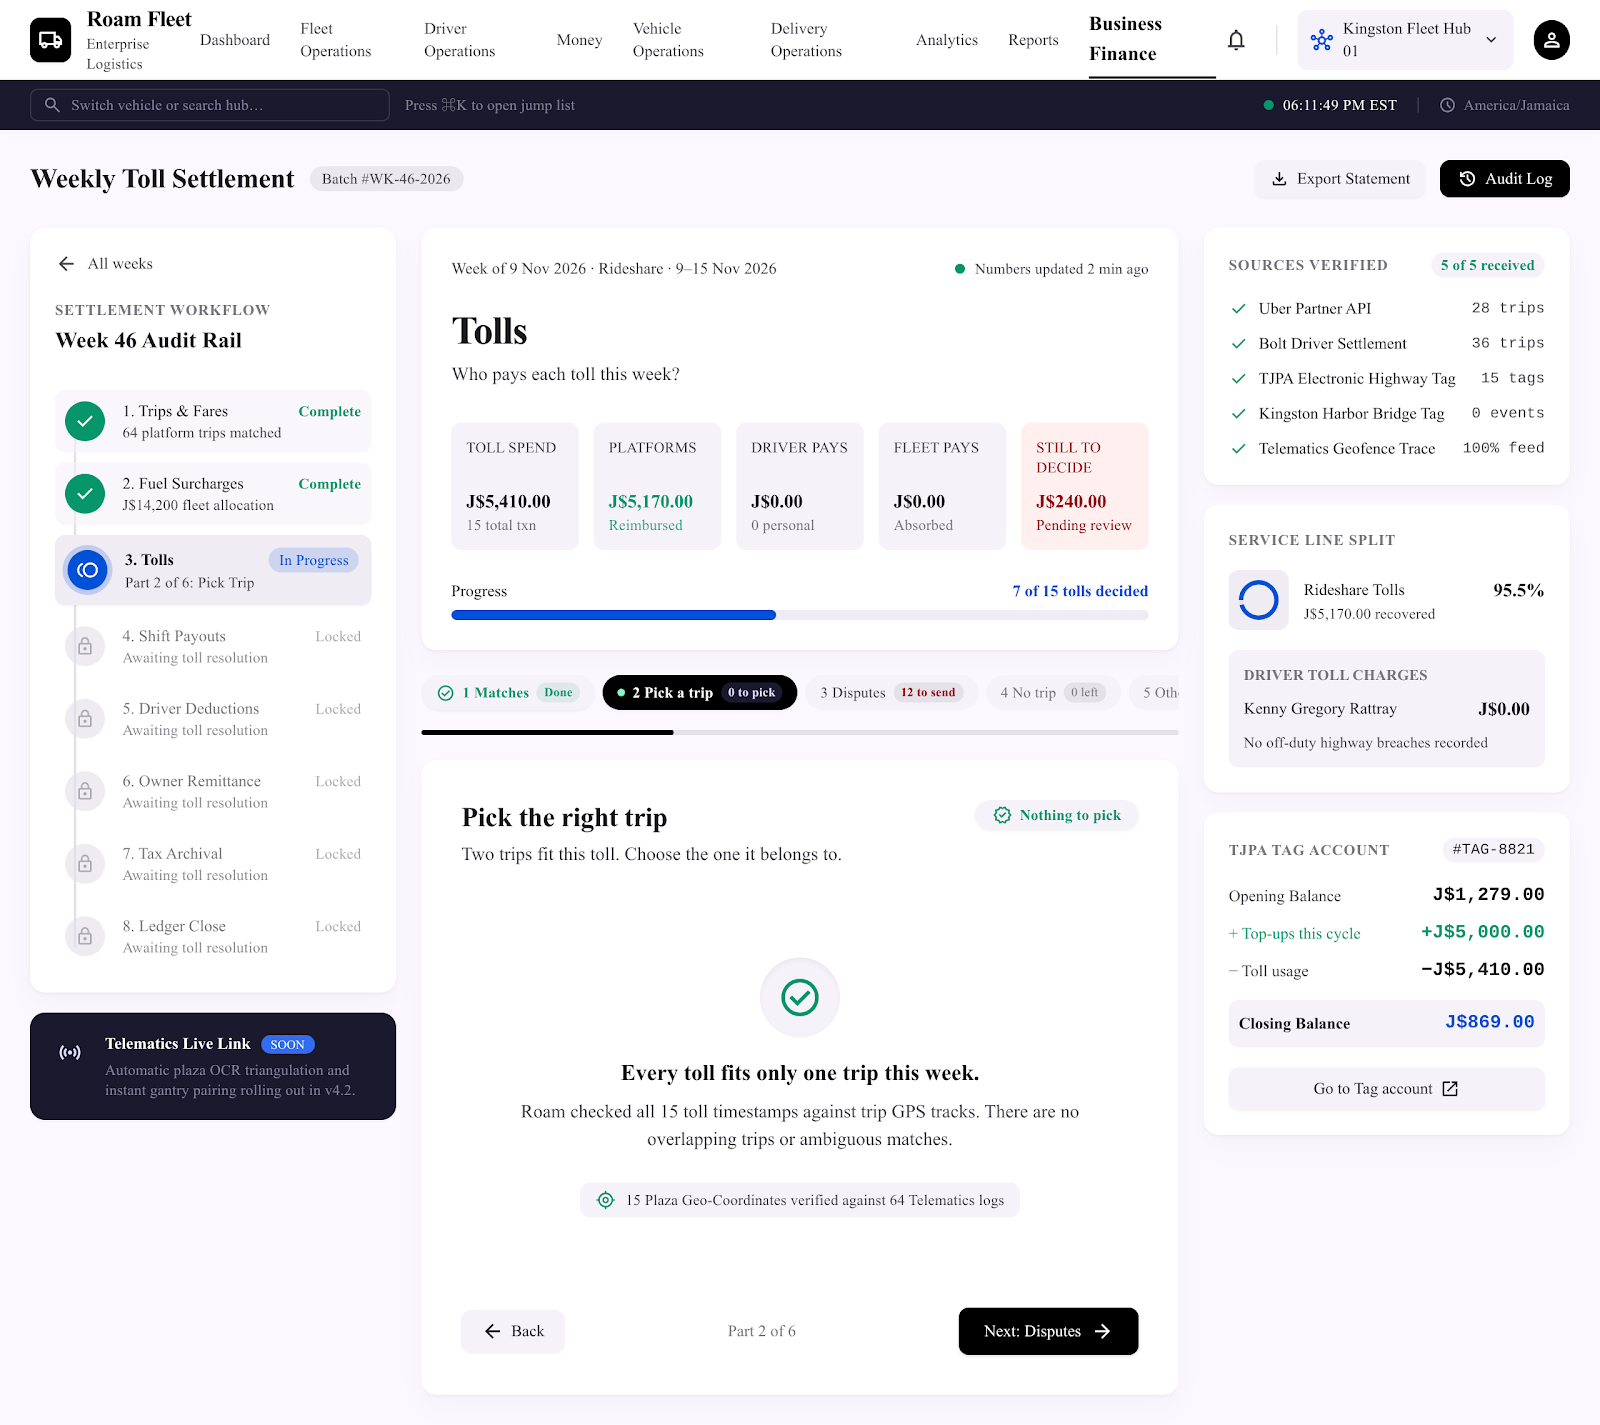 Roam Fleet
Enterprise
Logistics
Dashboard
Fleet
Operations
Driver
Operations
Money
Vehicle
Operations
Delivery
Operations
Analytics
Reports
Business
Finance
Kingston Fleet Hub
01
Switch vehicle or search hub…
Press ⌘K to open jump list
06:11:49 PM EST
America/Jamaica
Weekly Toll Settlement
Batch #WK-46-2026
Export Statement
Audit Log
All weeks
SETTLEMENT WORKFLOW
Week 46 Audit Rail
1. Trips & Fares
Complete
64 platform trips matched
2. Fuel Surcharges
Complete
J$14,200 fleet allocation
3. Tolls
In Progress
Part 2 of 6: Pick Trip
4. Shift Payouts
Locked
Awaiting toll resolution
5. Driver Deductions
Locked
Awaiting toll resolution
6. Owner Remittance
Locked
Awaiting toll resolution
7. Tax Archival
Locked
Awaiting toll resolution
8. Ledger Close
Locked
Awaiting toll resolution
Telematics Live Link
SOON
Automatic plaza OCR triangulation and
instant gantry pairing rolling out in v4.2.
Week of 9 Nov 2026 · Rideshare · 9–15 Nov 2026
Numbers updated 2 min ago
Tolls
Who pays each toll this week?
TOLL SPEND
J$5,410.00
15 total txn
PLATFORMS
J$5,170.00
Reimbursed
DRIVER PAYS
J$0.00
0 personal
FLEET PAYS
J$0.00
Absorbed
STILL TO
DECIDE
J$240.00
Pending review
Progress
7 of 15 tolls decided
1 Matches
Done
2 Pick a trip
0 to pick
3 Disputes
12 to send
4 No trip
0 left
5 Oth
Pick the right trip
Nothing to pick
Two trips fit this toll. Choose the one it belongs to.
Every toll fits only one trip this week.
Roam checked all 15 toll timestamps against trip GPS tracks. There are no
overlapping trips or ambiguous matches.
15 Plaza Geo-Coordinates verified against 64 Telematics logs
Back
Part 2 of 6
Next: Disputes
SOURCES VERIFIED
5 of 5 received
Uber Partner API
28 trips
Bolt Driver Settlement
36 trips
TJPA Electronic Highway Tag
15 tags
Kingston Harbor Bridge Tag
0 events
Telematics Geofence Trace
100% feed
SERVICE LINE SPLIT
Rideshare Tolls
95.5%
J$5,170.00 recovered
DRIVER TOLL CHARGES
Kenny Gregory Rattray
J$0.00
No off-duty highway breaches recorded
TJPA TAG ACCOUNT
#TAG-8821
Opening Balance
J$1,279.00
+ Top-ups this cycle
+J$5,000.00
− Toll usage
−J$5,410.00
Closing Balance
J$869.00
Go to Tag account